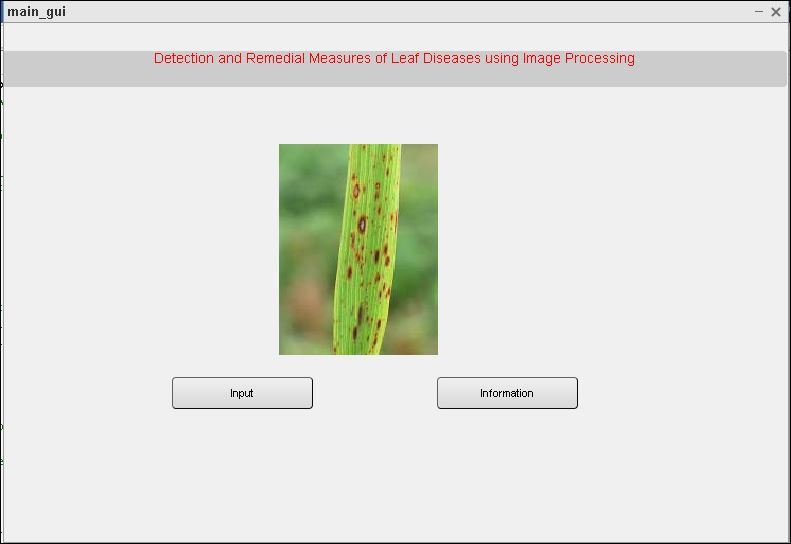 main_gui
Detection and Remedial Measures of Leaf Diseases using Image Processing
Input
Information